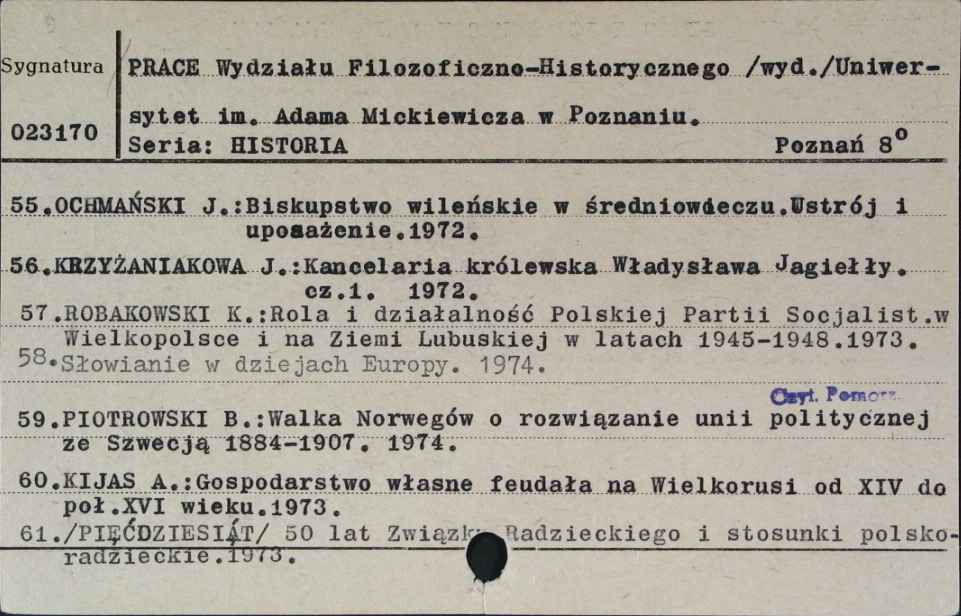 Sygnatura
PRACE Wydziału Filozoficzno-Historycznego /wyd./Uniwer-
sytet im. Adama Mickiewicza w Poznaniu.
023170
Seria: HISTORIA Poznań 8°
55.OCHMAŃSKI J.:Biskupstwo wileńskie w średniowieczu.Ustrój i
uposażenie.1972.
56.KRZYŻANIAKOWA J.:Kancelaria królewska Władysława Jagiełły.
cz.1. 1972.
57.ROBAKOWSKI K.:Rola i działalność Polskiej Partii Socjalist.w
Wielkopolsce i na Ziemi Lubuskiej w latach 1945-1948.1973.
58.Słowianie w dziejach Europy. 1974.
Czyt. Pomorz.
59.PIOTROWSKI B.:Walka Norwegów o rozwiązanie unii politycznej
ze Szwecją 1884-1907. 1974.
60.KIJAS A.:Gospodarstwo własne feudała na Wielkorusi od XIV do
poł.XVI wieku.1973.
61./PIĘĆDZIESIĄT/ 50 lat Związku Radzieckiego i stosunki polsko-
radzieckie.1973.